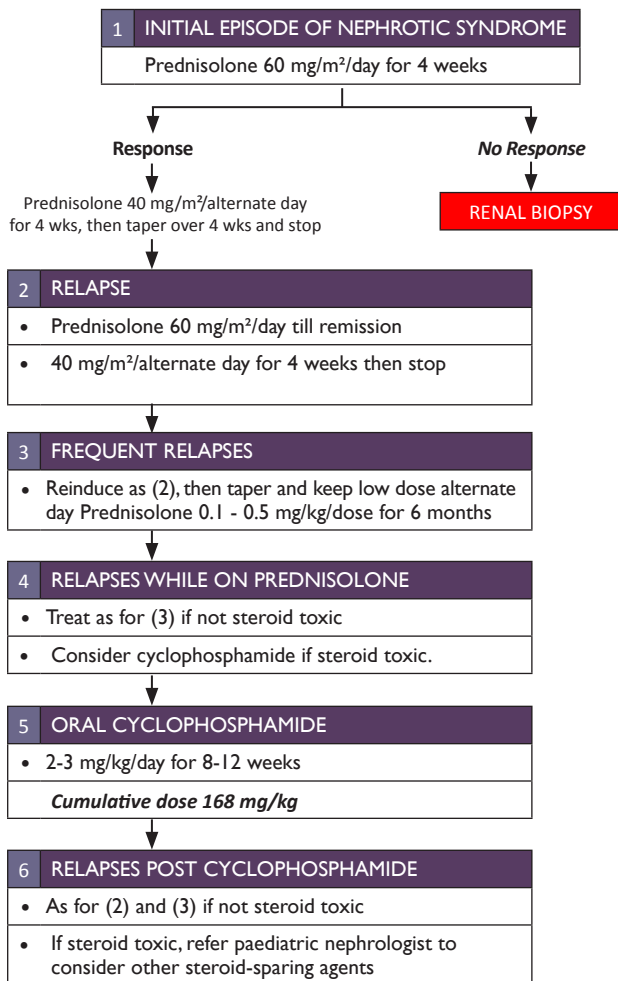 1 INITIAL EPISODE OF NEPHROTIC SYNDROME
Prednisolone 60 mg/m²/day for 4 weeks
Response
No Response
Prednisolone 40 mg/m²/alternate day
for 4 wks, then taper over 4 wks and stop
RENAL BIOPSY
2 RELAPSE
• Prednisolone 60 mg/m²/day till remission
• 40 mg/m²/alternate day for 4 weeks then stop
3 FREQUENT RELAPSES
• Reinduce as (2), then taper and keep low dose alternate
day Prednisolone 0.1 - 0.5 mg/kg/dose for 6 months
4 RELAPSES WHILE ON PREDNISOLONE
• Treat as for (3) if not steroid toxic
• Consider cyclophosphamide if steroid toxic.
5 ORAL CYCLOPHOSPHAMIDE
• 2-3 mg/kg/day for 8-12 weeks
Cumulative dose 168 mg/kg
6 RELAPSES POST CYCLOPHOSPHAMIDE
• As for (2) and (3) if not steroid toxic
• If steroid toxic, refer paediatric nephrologist to
consider other steroid-sparing agents